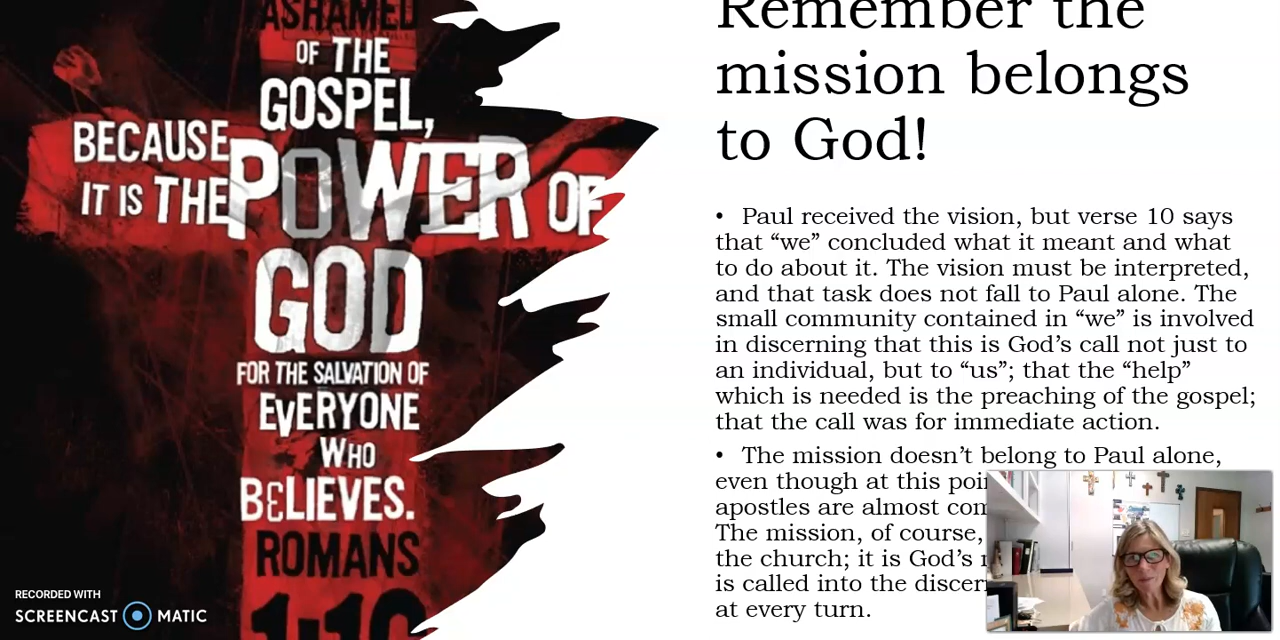 ASHAMED
OF THE
GOSPEL,
BECAUSE
IT IS THE POWER OF
GOD
FOR THE SALVATION OF
EVERYONE
WHO
BELIEVES.
ROMANS
1:16
RECORDED WITH
SCREENCAST MATIC
Remember the
mission belongs
to God!
• Paul received the vision, but verse 10 says
that “we” concluded what it meant and what
to do about it. The vision must be interpreted,
and that task does not fall to Paul alone. The
small community contained in “we” is involved
in discerning that this is God’s call not just to
an individual, but to “us”; that the “help”
which is needed is the preaching of the gospel;
that the call was for immediate action.
• The mission doesn’t belong to Paul alone,
even though at this
apostles are almost
The mission, of course,
the church; it is God’s
is called into the
at every turn.